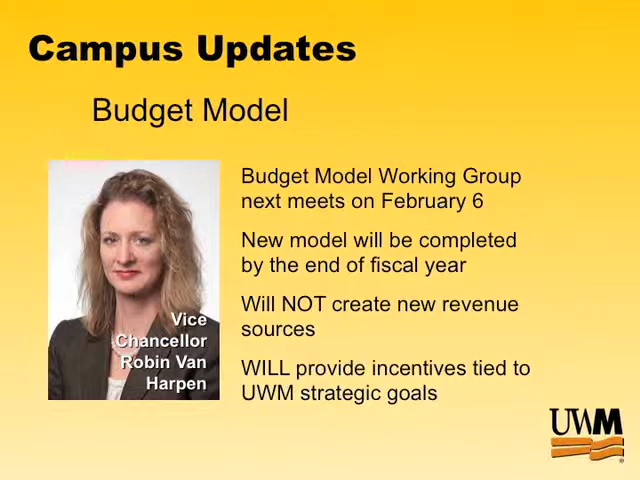 Campus Updates
Budget Model
Vice
Chancellor
Robin Van
Harpen
Budget Model Working Group
next meets on February 6
New model will be completed
by the end of fiscal year
Will NOT create new revenue
sources
WILL provide incentives tied to
UWM strategic goals
UWM